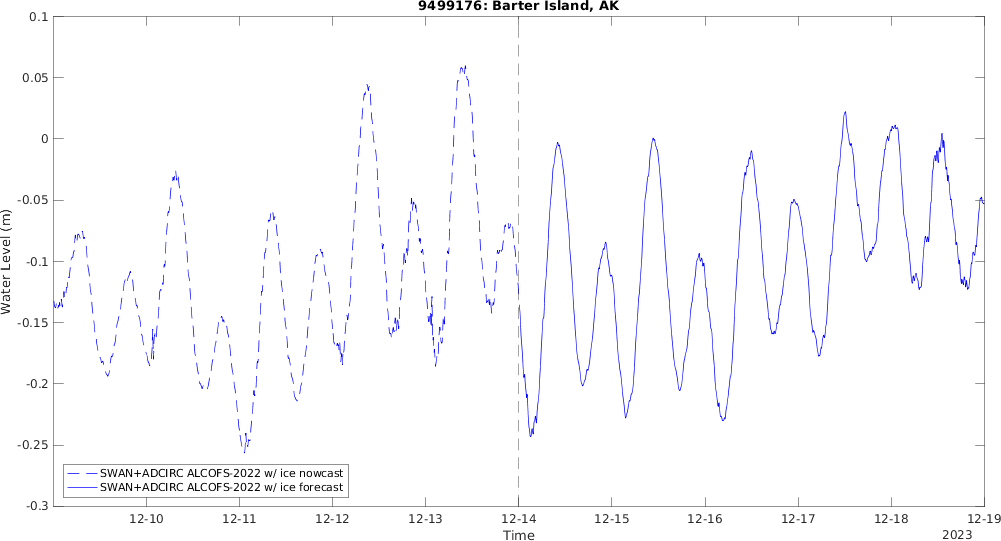 9499176: Barter Island, AK
0.1
0.05
0
-0.05
-0.1
-0.15
-0.2
-0.25
-0.3
Water Level (m)
SWAN+ADCIRC ALCOFS-2022 w/ ice nowcast
SWAN+ADCIRC ALCOFS-2022 w/ ice forecast
12-10 12-11 12-12 12-13 12-14 12-15 12-16 12-17 12-18 12-19
Time
2023